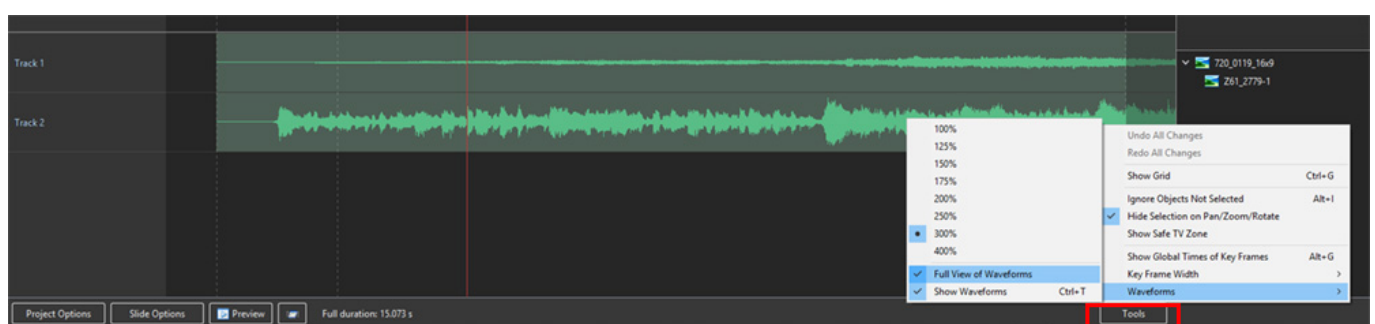 Track 1
720_0119_16x9
Z61_2779-1
Track 2
100%
125%
150%
175%
200%
250%
300%
400%
Full View of Waveforms
Show Waveforms Ctrl+T
Undo All Changes
Redo All Changes
Show Grid Ctrl+G
Ignore Objects Not Selected Alt+I
Hide Selection on Pan/Zoom/Rotate
Show Safe TV Zone
Show Global Times of Key Frames Alt+G
Key Frame Width
Waveforms
Project Options Slide Options Preview Full duration: 15.073 s Tools